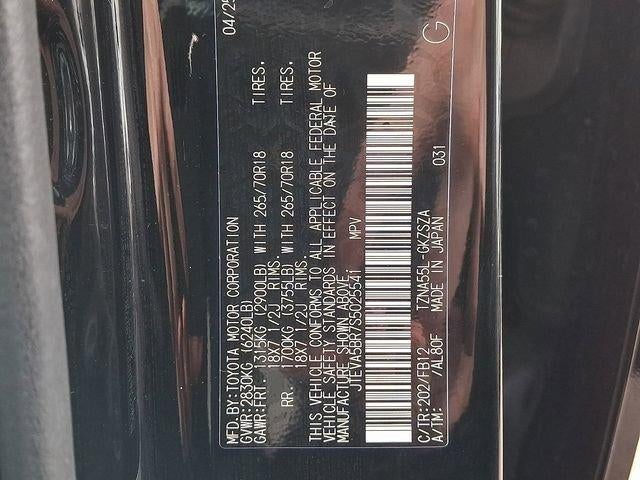 MFD.BY:TOYOTA MOTOR CORPORATION 04/25
GVWR:2830KG (6240LB)
GAWR:FRT. 1315KG (2900LB) WITH 265/70R18 TIRES.
18X7 1/2J RIMS.
RR. 1700KG (3755LB) WITH 265/70R18 TIRES.
18X7 1/2J RIMS.
THIS VEHICLE CONFORMS TO ALL APPLICABLE FEDERAL MOTOR
VEHICLE SAFETY STANDARDS IN EFFECT ON THE DATE OF
MANUFACTURE SHOWN ABOVE.
JTEVA5BR7S5025541 MPV
C/TR:202/FB12 TZNA55L-GKZSZA
A/TM: /AL80F MADE IN JAPAN 031
G